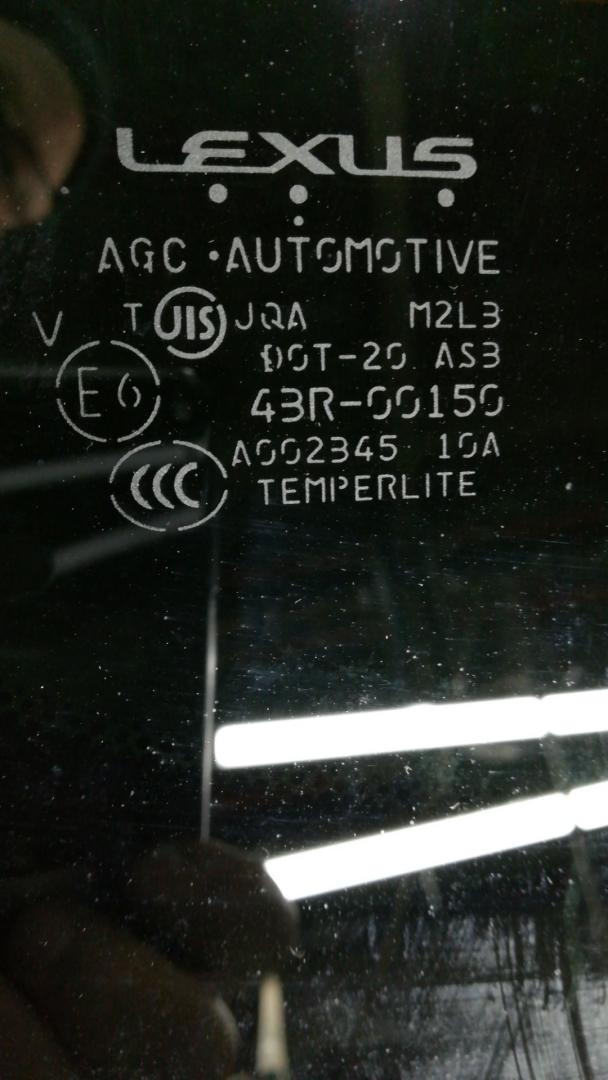 LEXUS
AGC • AUTOMOTIVE
V T JIS JQA M2L3
DOT-20 AS3
E6 43R-00150
A002345 10A
CCC TEMPERLITE